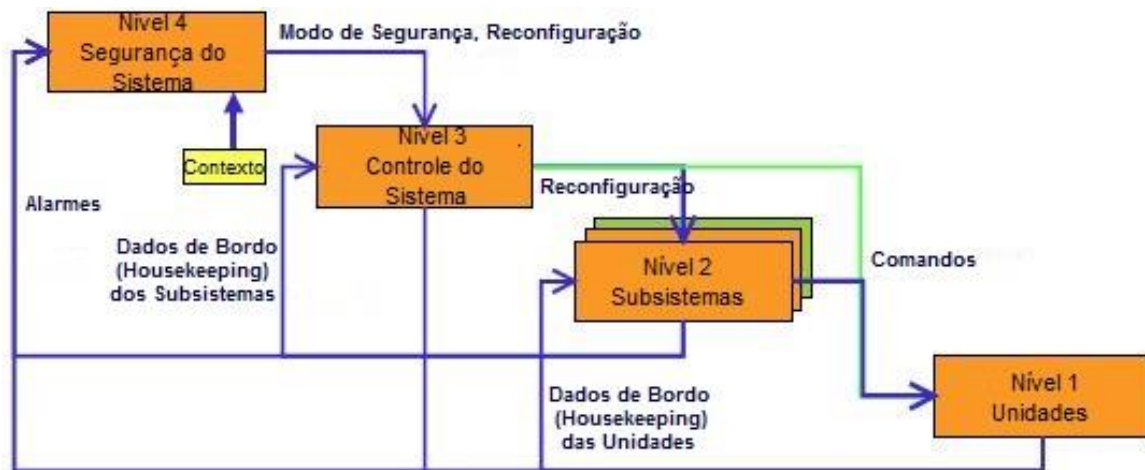 Nível 4
Segurança do
Sistema
Modo de Segurança, Reconfiguração
Nível 3
Controle do
Sistema
Contexto
Reconfiguração
Alarmes
Dados de Bordo
(Housekeeping)
dos Subsistemas
Nível 2
Subsistemas
Comandos
Nível 1
Unidades
Dados de Bordo
(Housekeeping)
das Unidades